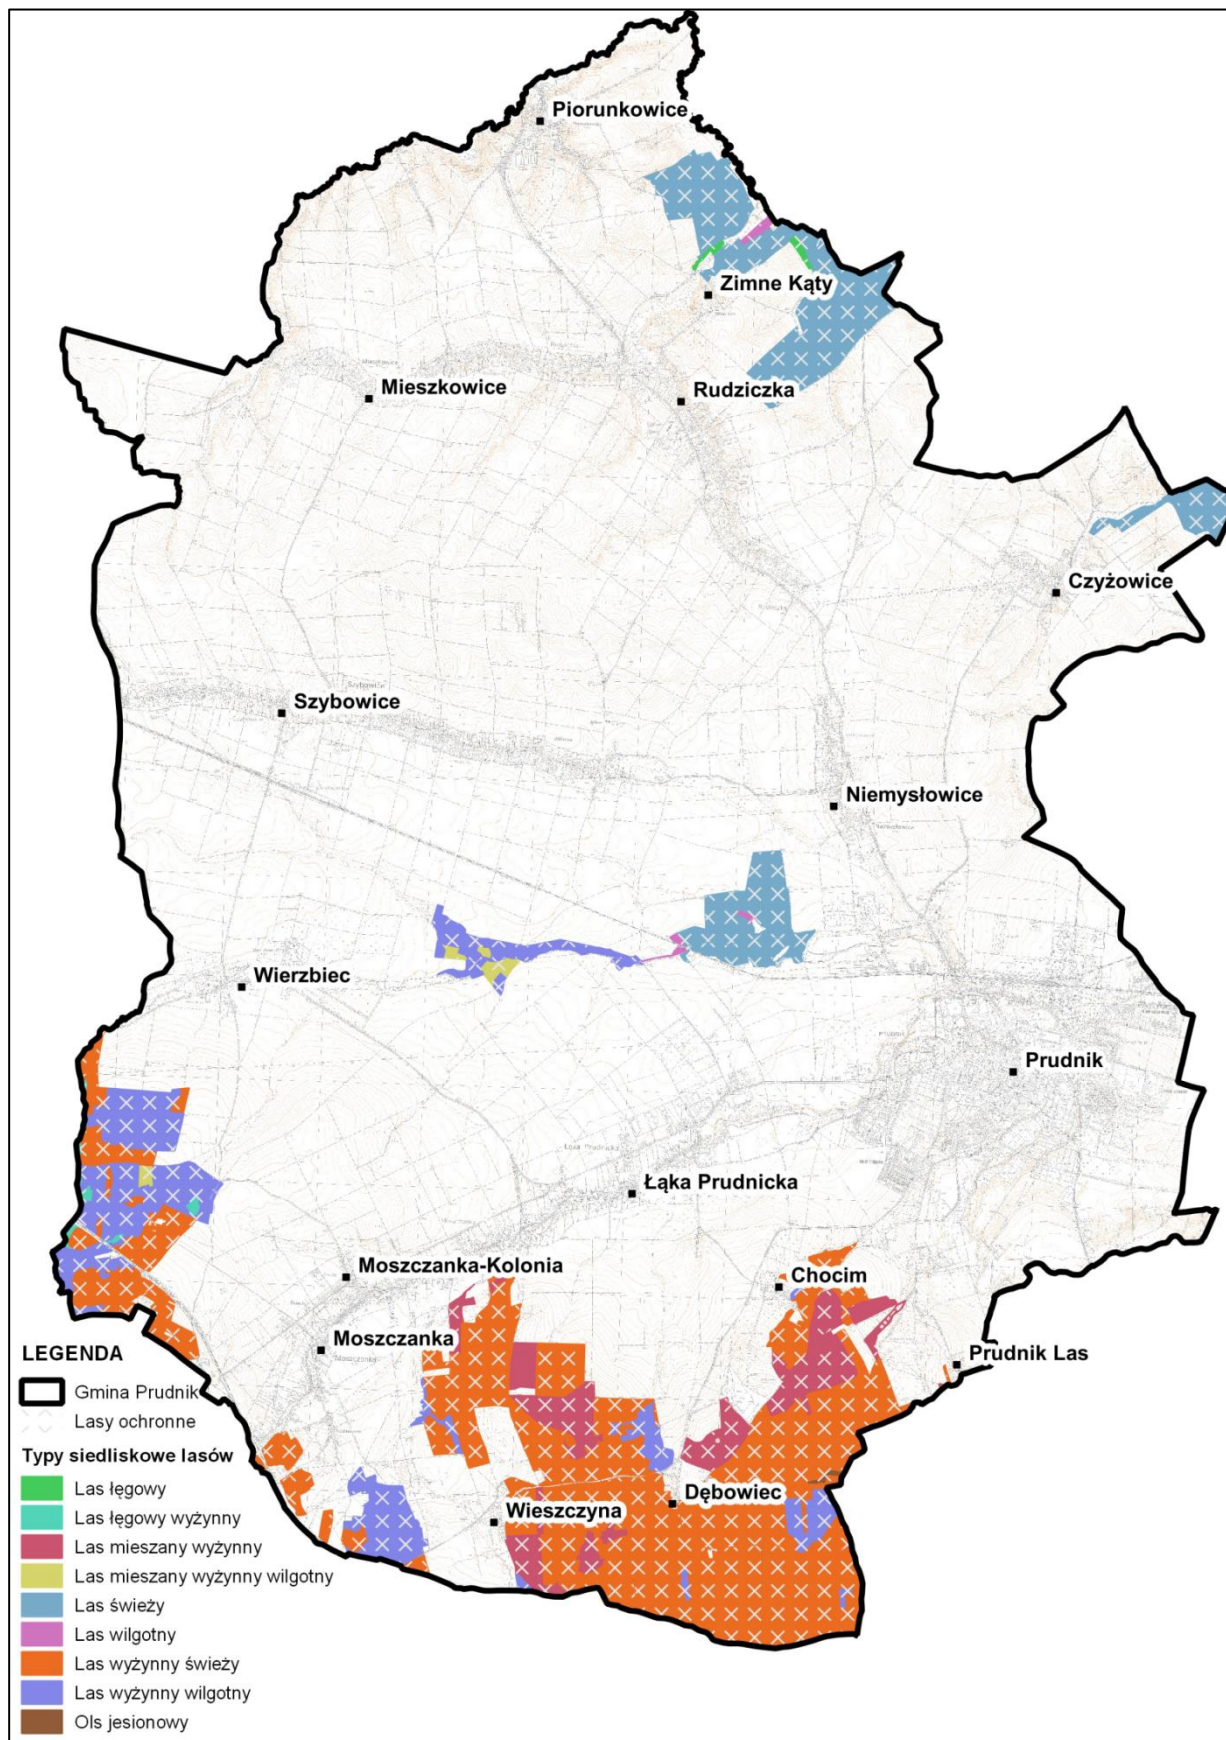 Piorunkowice
Zimne Kąty
Mieszkowice
Rudziczka
Czyżowice
Szybowice
Niemysłowice
Wierzbiec
Prudnik
Łąka Prudnicka
Moszczanka-Kolonia
Chocim
Moszczanka
Prudnik Las
Dębowiec
Wieszczyna
LEGENDA
Gmina Prudnik
Lasy ochronne
Typy siedliskowe lasów
Las łęgowy
Las łęgowy wyżynny
Las mieszany wyżynny
Las mieszany wyżynny wilgotny
Las świeży
Las wilgotny
Las wyżynny świeży
Las wyżynny wilgotny
Ols jesionowy